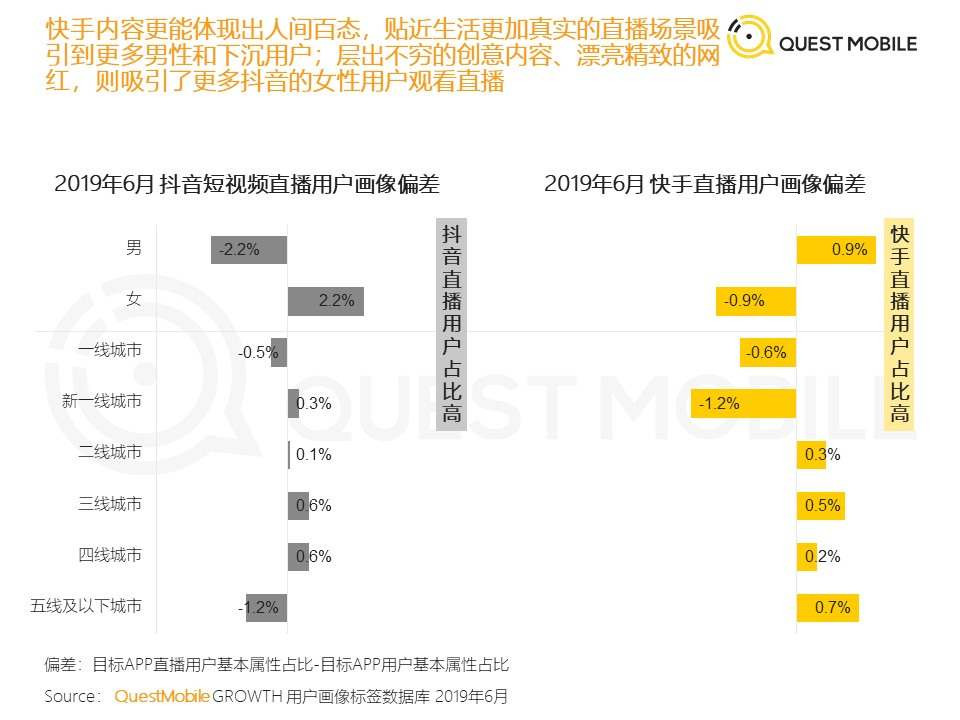 快手内容更能体现出人间百态，贴近生活更加真实的直播场景吸
引到更多男性和下沉用户；层出不穷的创意内容、漂亮精致的网
红，则吸引了更多抖音的女性用户观看直播
QUEST MOBILE
2019年6月 抖音短视频直播用户画像偏差
2019年6月 快手直播用户画像偏差
男
-2.2%
0.9%
女
2.2%
-0.9%
一线城市
-0.5%
-0.6%
新一线城市
0.3%
-1.2%
二线城市
0.1%
0.3%
三线城市
0.6%
0.5%
四线城市
0.6%
0.2%
五线及以下城市
-1.2%
0.7%
抖音直播用户占比高
快手直播用户占比高
QUEST MOBILE
偏差：目标APP直播用户基本属性占比-目标APP用户基本属性占比
Source： QuestMobile GROWTH 用户画像标签数据库 2019年6月